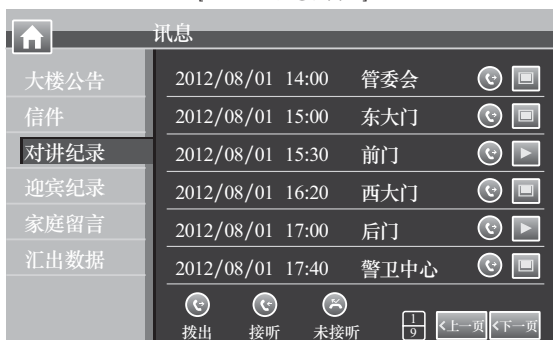 讯息
大楼公告
信件
对讲纪录
迎宾纪录
家庭留言
汇出数据
2012/08/01 14:00 管委会
2012/08/01 15:00 东大门
2012/08/01 15:30 前门
2012/08/01 16:20 西大门
2012/08/01 17:00 后门
2012/08/01 17:40 警卫中心
拨出 接听 未接听
1
9
<上一页 <下一页